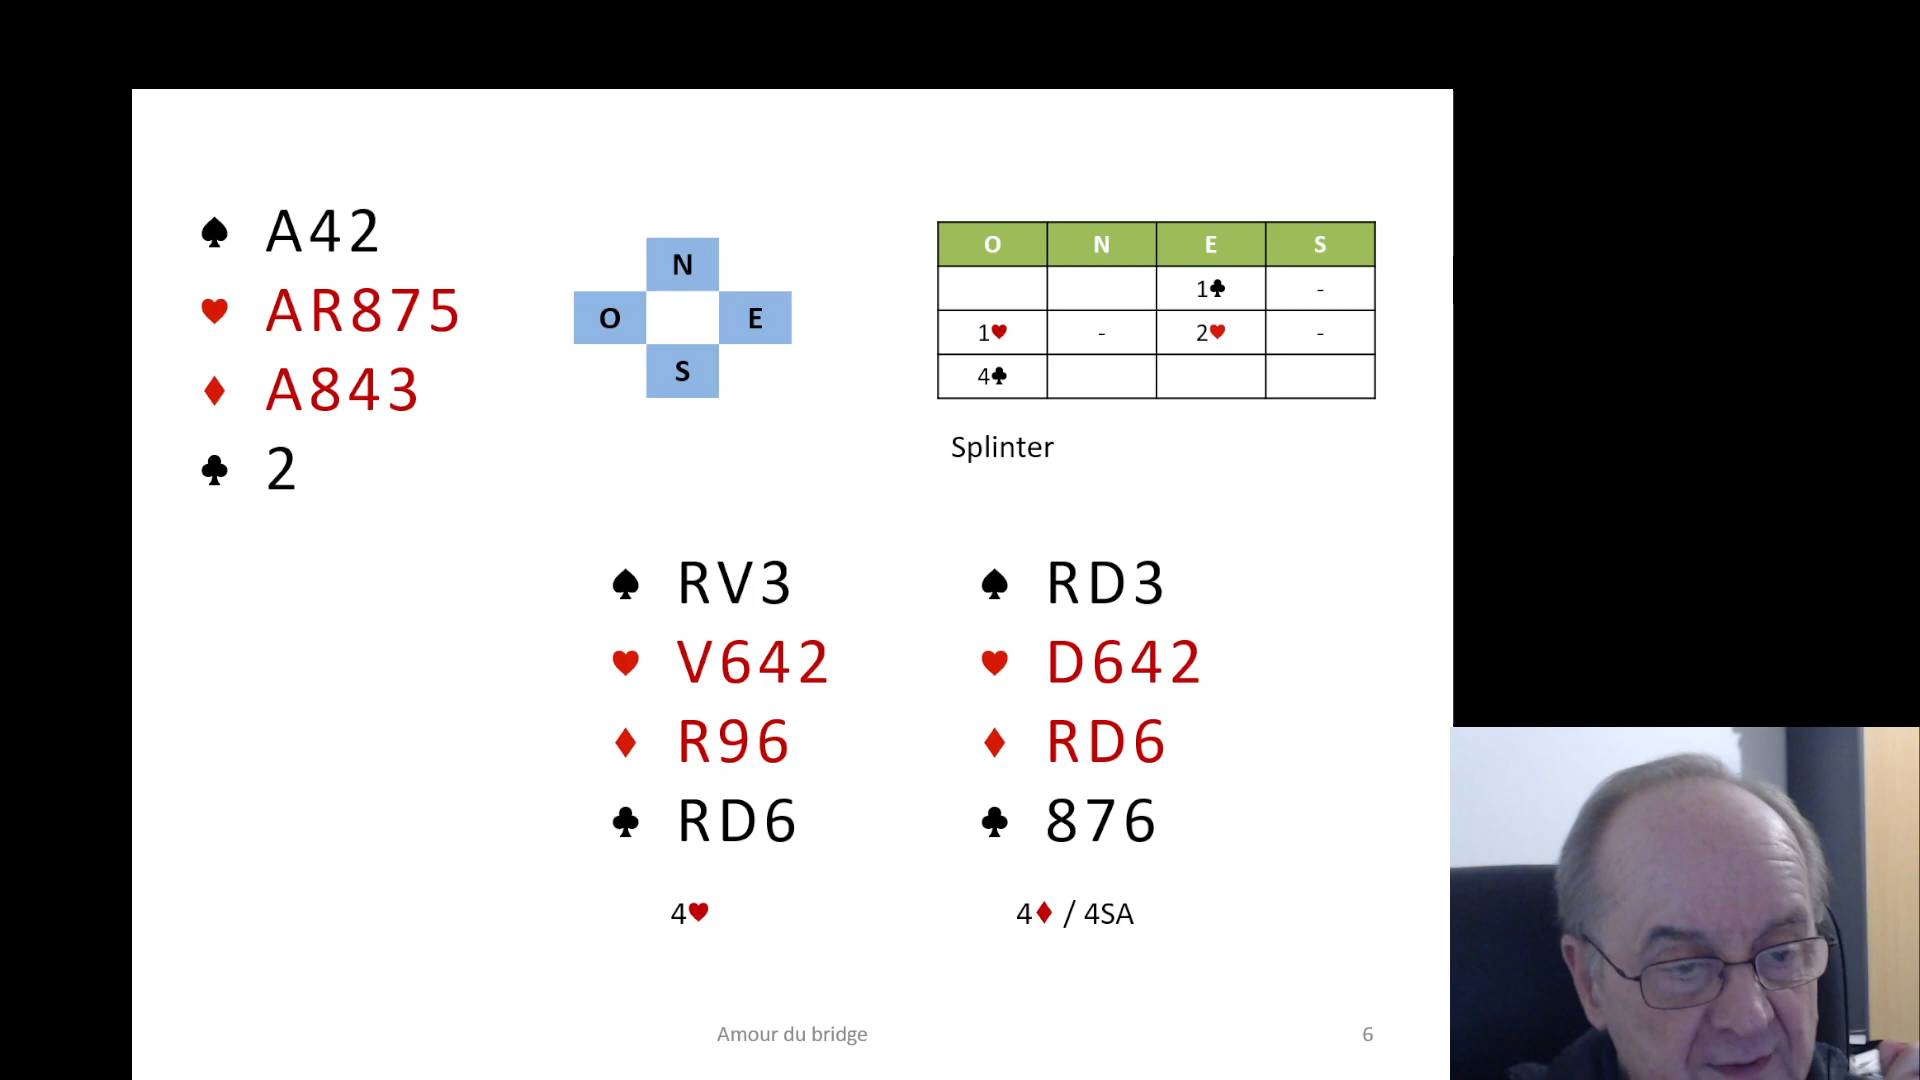 ♠ A42
♥ AR875
♦ A843
♣ 2
N
O E
S
O N E S
1♣ -
1♥ - 2♥ -
4♣
Splinter
♠ RV3
♥ V642
♦ R96
♣ RD6
4♥
♠ RD3
♥ D642
♦ RD6
♣ 876
4♦ / 4SA
Amour du bridge
6